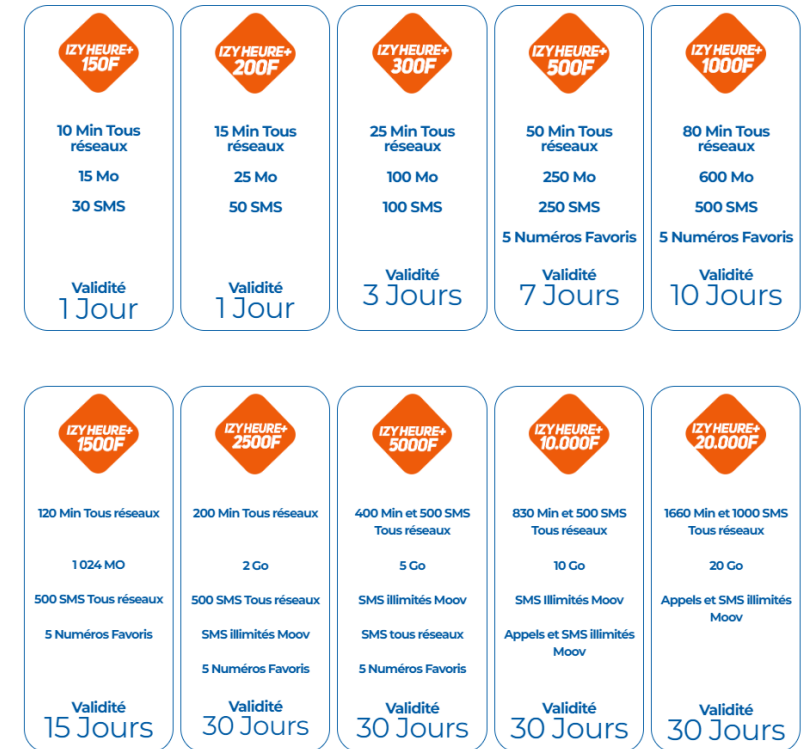 IZY HEURE+
150F
10 Min Tous
réseaux
15 Mo
30 SMS
Validité
1 Jour
IZY HEURE+
200F
15 Min Tous
réseaux
25 Mo
50 SMS
Validité
1 Jour
IZY HEURE+
300F
25 Min Tous
réseaux
100 Mo
100 SMS
Validité
3 Jours
IZY HEURE+
500F
50 Min Tous
réseaux
250 Mo
250 SMS
5 Numéros Favoris
Validité
7 Jours
IZY HEURE+
1000F
80 Min Tous
réseaux
600 Mo
500 SMS
5 Numéros Favoris
Validité
10 Jours
IZY HEURE+
1500F
120 Min Tous réseaux
1 024 MO
500 SMS Tous réseaux
5 Numéros Favoris
Validité
15 Jours
IZY HEURE+
2500F
200 Min Tous réseaux
2 Go
500 SMS Tous réseaux
SMS illimités Moov
5 Numéros Favoris
Validité
30 Jours
IZY HEURE+
5000F
400 Min et 500 SMS
Tous réseaux
5 Go
SMS illimités Moov
SMS tous réseaux
5 Numéros Favoris
Validité
30 Jours
IZY HEURE+
10.000F
830 Min et 500 SMS
Tous réseaux
10 Go
SMS Illimités Moov
Appels et SMS illimités
Moov
Validité
30 Jours
IZY HEURE+
20.000F
1660 Min et 1000 SMS
Tous réseaux
20 Go
Appels et SMS illimités
Moov
Validité
30 Jours